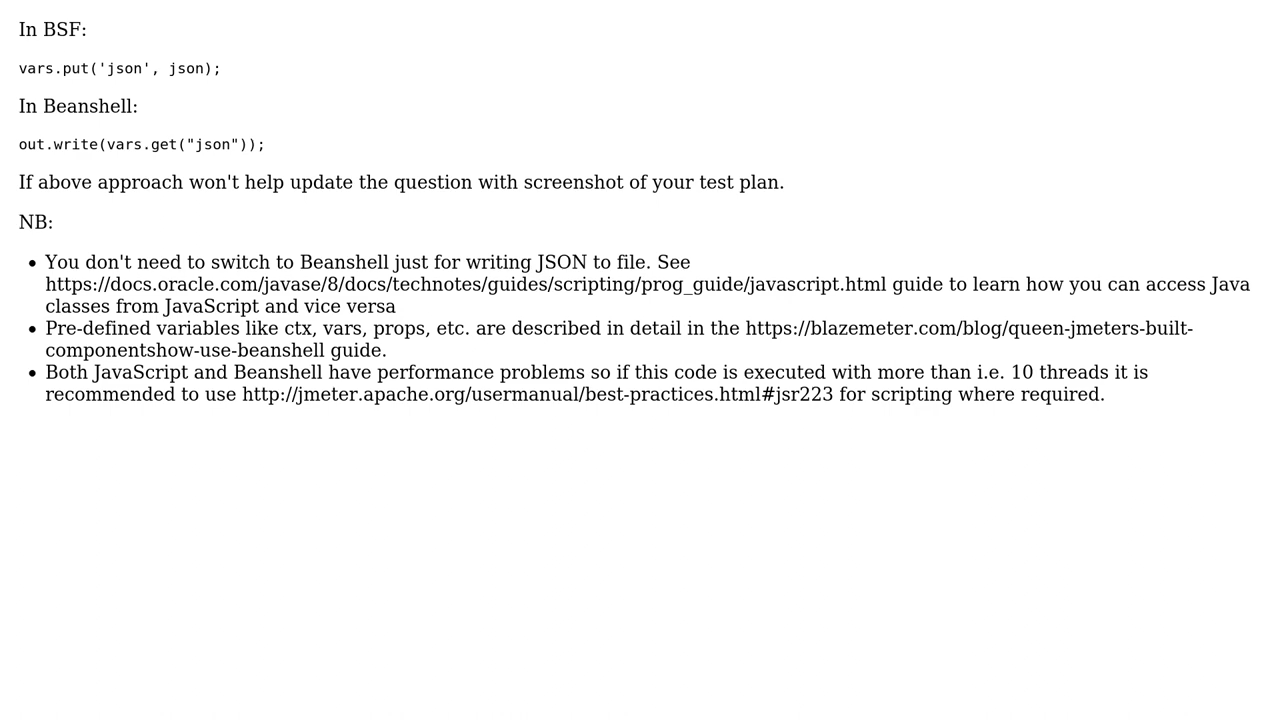 In BSF:
vars.put('json', json);
In Beanshell:
out.write(vars.get("json"));
If above approach won't help update the question with screenshot of your test plan.
NB:
• You don't need to switch to Beanshell just for writing JSON to file. See
https://docs.oracle.com/javase/8/docs/technotes/guides/scripting/prog_guide/javascript.html guide to learn how you can access Java
classes from JavaScript and vice versa
• Pre-defined variables like ctx, vars, props, etc. are described in detail in the https://blazemeter.com/blog/queen-jmeters-built-
componentshow-use-beanshell guide.
• Both JavaScript and Beanshell have performance problems so if this code is executed with more than i.e. 10 threads it is
recommended to use http://jmeter.apache.org/usermanual/best-practices.html#jsr223 for scripting where required.